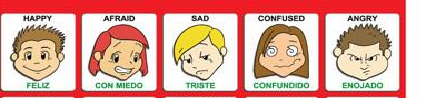 HAPPY AFRAID SAD CONFUSED ANGRY
FELIZ CON MIEDO TRISTE CONFUNDIDO ENOJADO